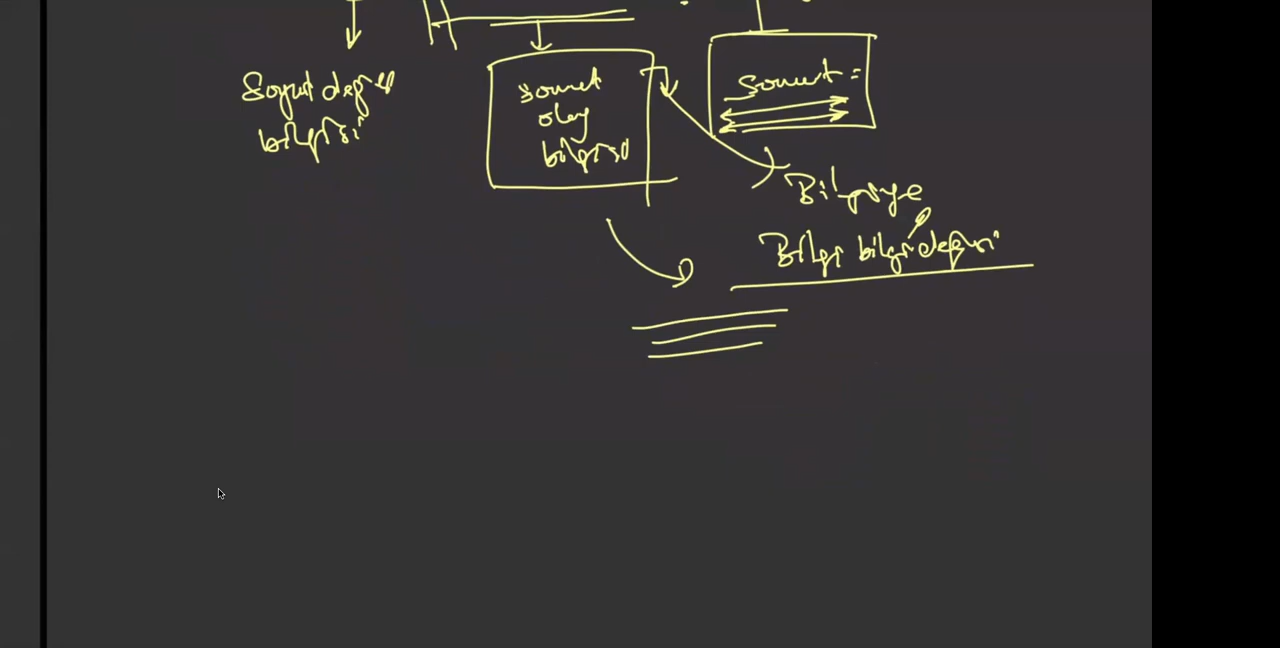 Soyut değer
bilgisi
somut
olay
bilgisi
somut =
Bilgiye
Bilgi bilgi değeri